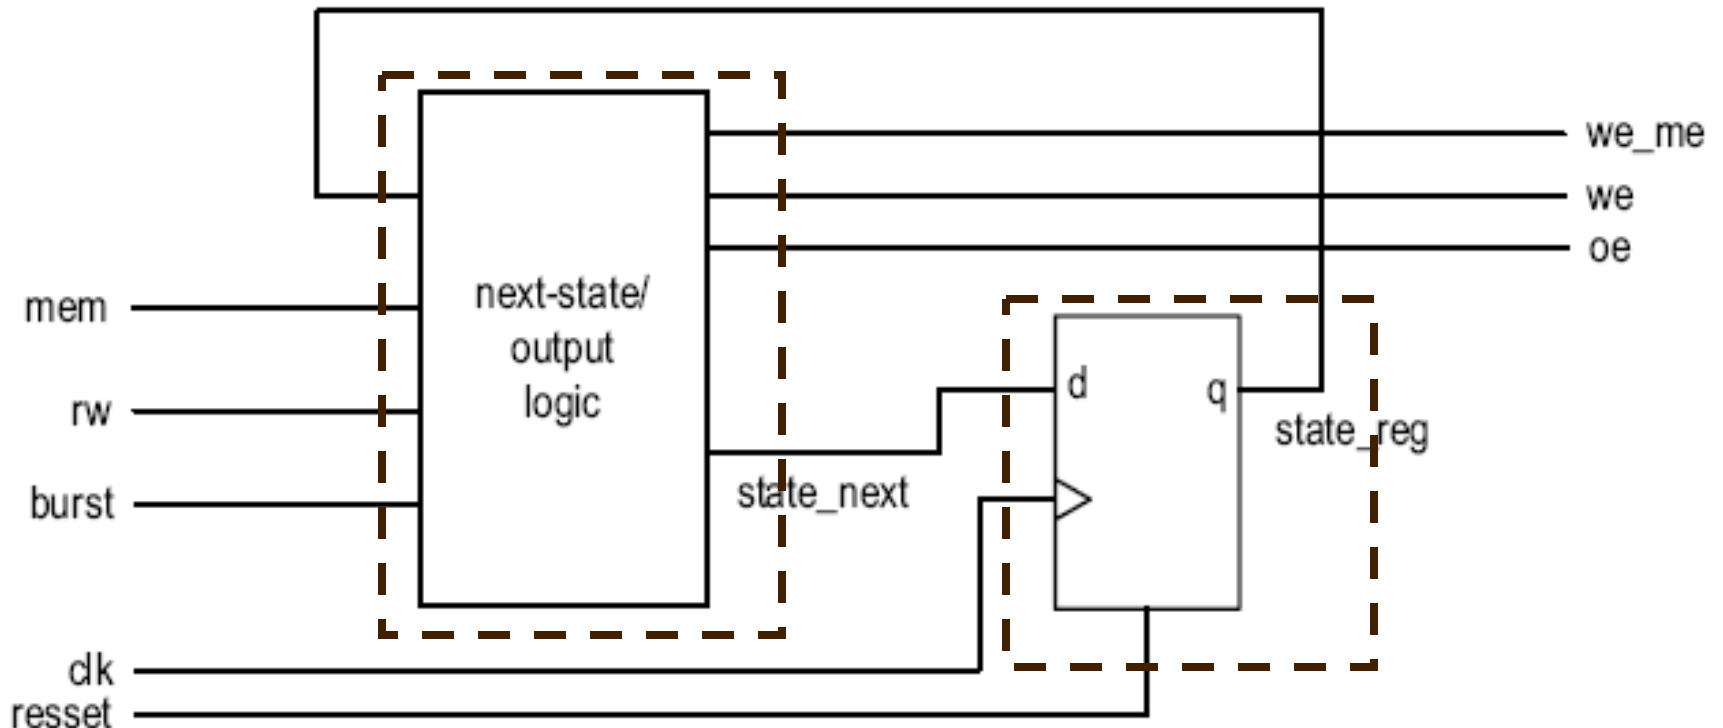 we_me
we
oe
mem
next-state/
output
logic
rw
burst
d
q
state_reg
state_next
clk
resset